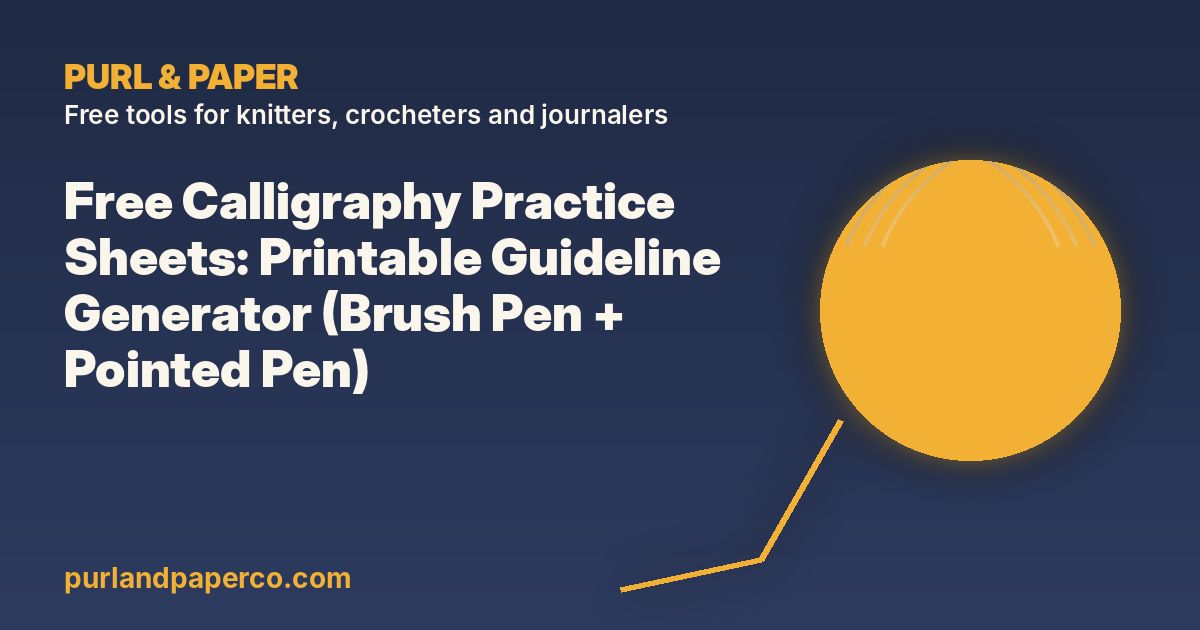 PURL & PAPER
Free tools for knitters, crocheters and journalers
Free Calligraphy Practice
Sheets: Printable Guideline
Generator (Brush Pen +
Pointed Pen)
purlandpaperco.com